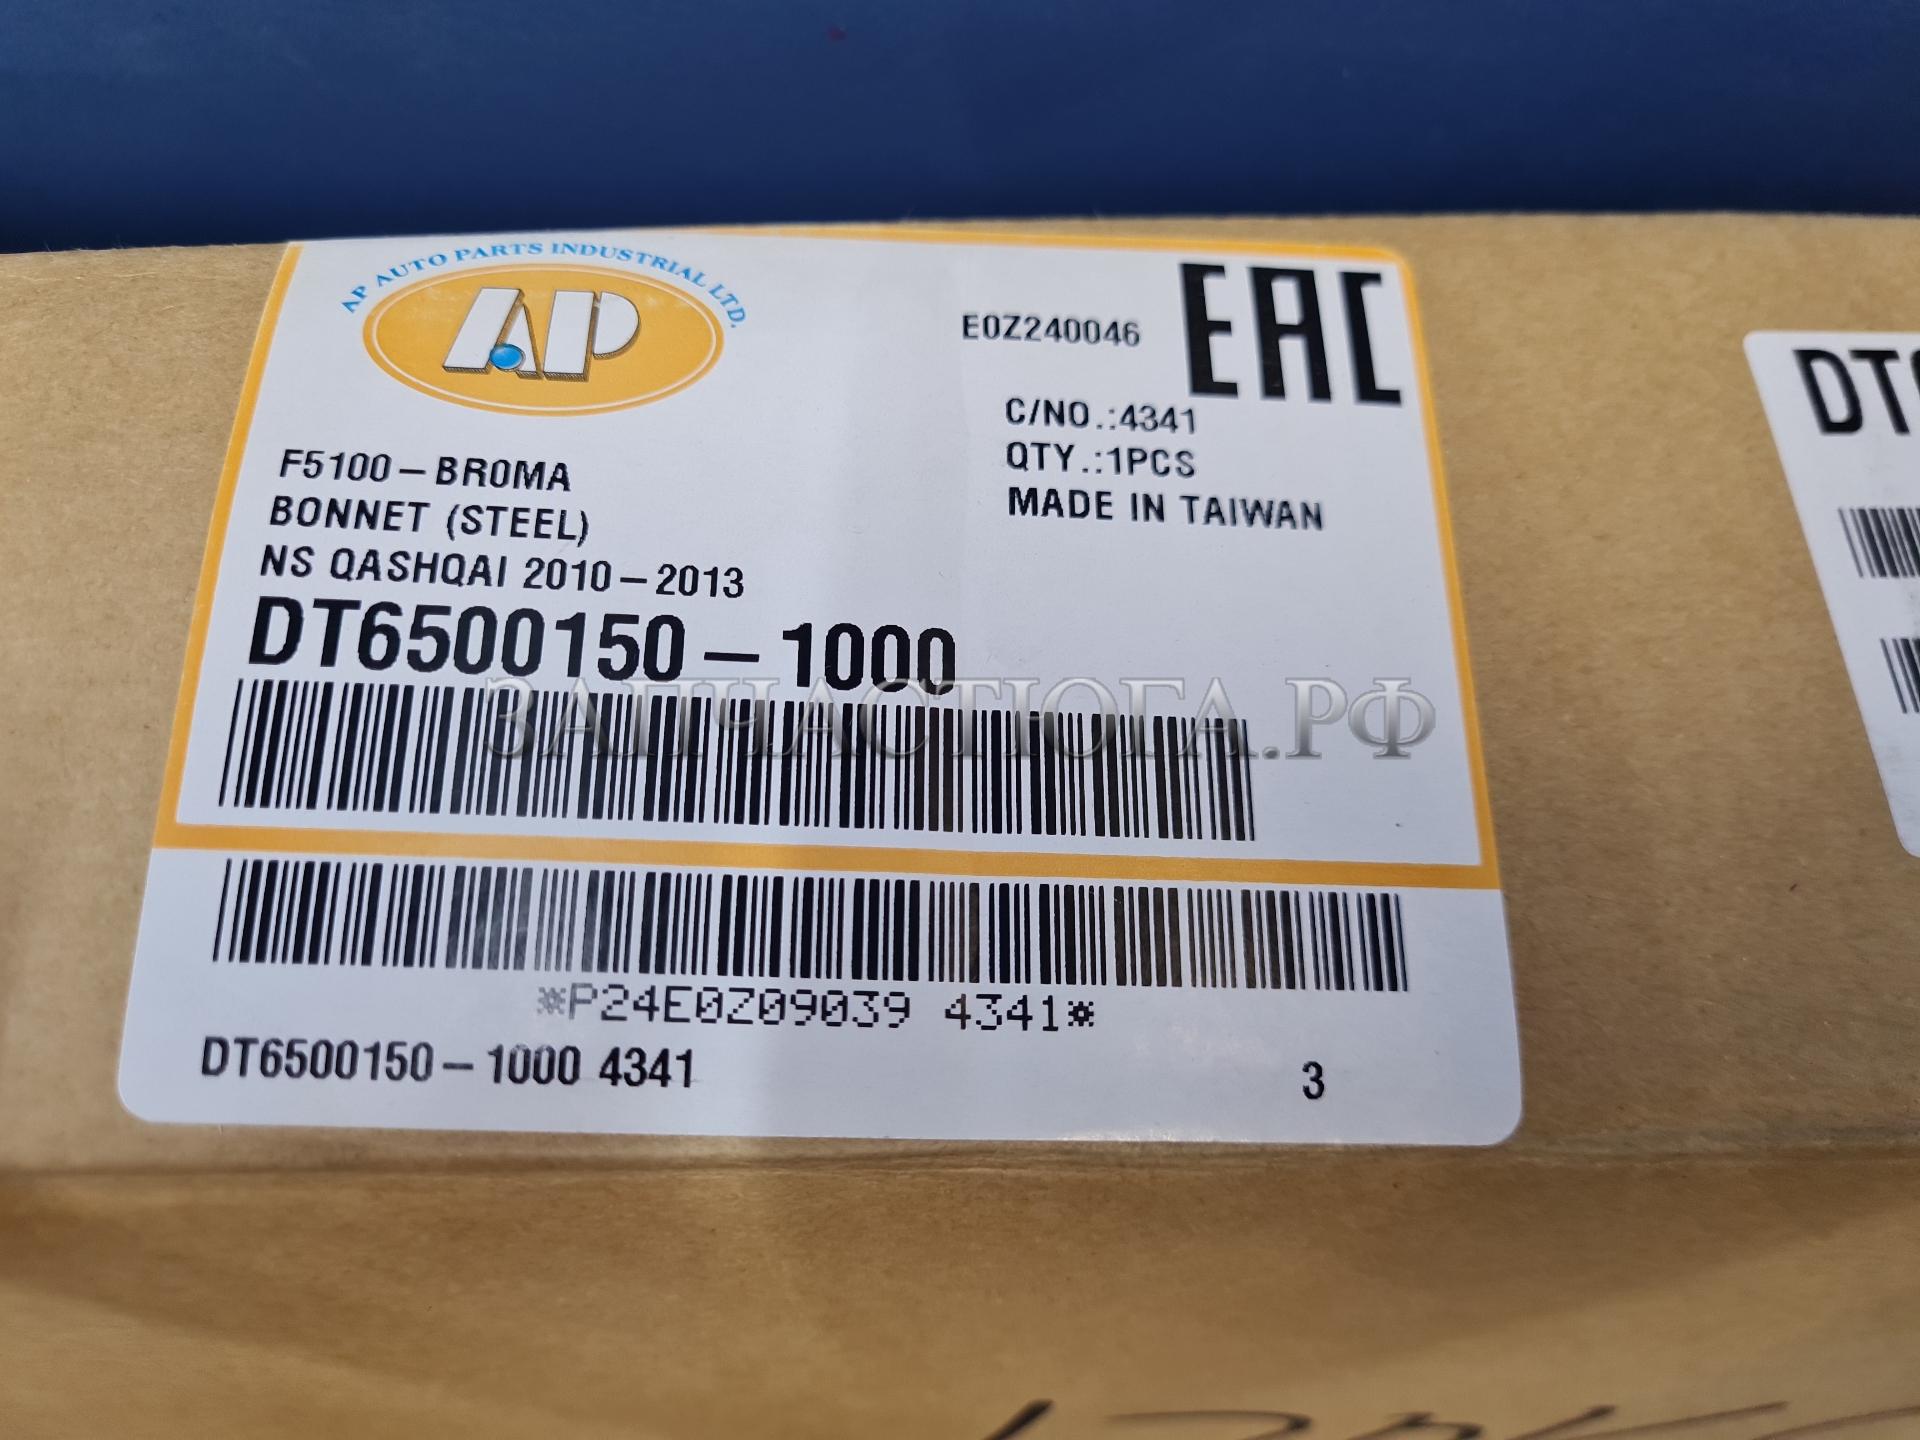 AP AUTO PARTS INDUSTRIAL LTD.
AP
E0Z240046
EAC
C/NO.:4341
QTY.:1PCS
MADE IN TAIWAN
F5100-BR0MA
BONNET (STEEL)
NS QASHQAI 2010-2013
DT6500150-1000
ЗАПЧАСТЮГА.РФ
*P24E0Z09039 4341*
DT6500150-1000 4341
3